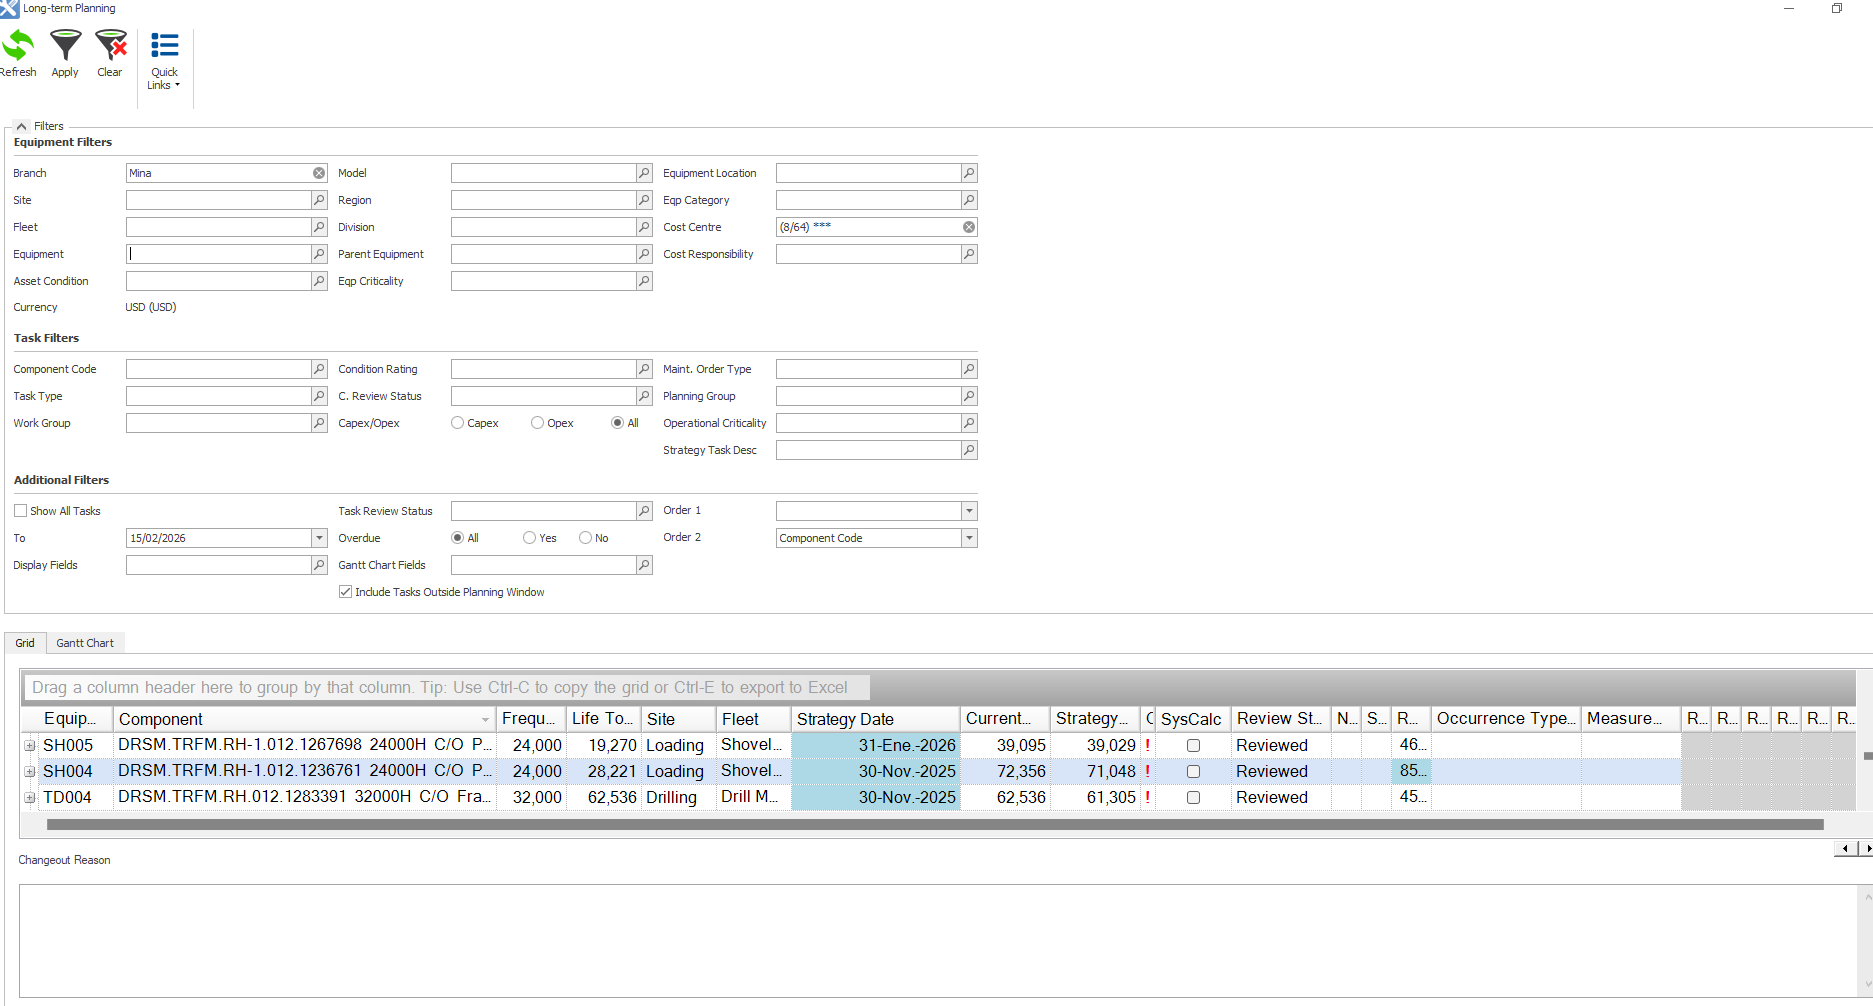 Long-term Planning
Refresh Apply Clear Quick Links
Filters
Equipment Filters
Branch Mina Model Equipment Location
Site Region Eqp Category
Fleet Division Cost Centre (8/64) ***
Equipment Parent Equipment Cost Responsibility
Asset Condition Eqp Criticality
Currency USD (USD)
Task Filters
Component Code Condition Rating Maint. Order Type
Task Type C. Review Status Planning Group
Work Group Capex/Opex Capex Opex All Operational Criticality
Strategy Task Desc
Additional Filters
Show All Tasks Task Review Status Order 1
To 15/02/2026 Overdue All Yes No Order 2 Component Code
Display Fields Gantt Chart Fields
Include Tasks Outside Planning Window
Grid Gantt Chart
Drag a column header here to group by that column. Tip: Use Ctrl-C to copy the grid or Ctrl-E to export to Excel
Equip... Component Frequ... Life To... Site Fleet Strategy Date Current... Strategy... SysCalc Review St... N... S... R... Occurrence Type... Measure... R... R... R... R... R... R...
SH005 DRSM.TRFM.RH-1.012.1267698 24000H C/O P... 24,000 19,270 Loading Shovel... 31-Ene.-2026 39,095 39,029 ! Reviewed 46...
SH004 DRSM.TRFM.RH-1.012.1236761 24000H C/O P... 24,000 28,221 Loading Shovel... 30-Nov.-2025 72,356 71,048 ! Reviewed 85...
TD004 DRSM.TRFM.RH.012.1283391 32000H C/O Fra... 32,000 62,536 Drilling Drill M... 30-Nov.-2025 62,536 61,305 ! Reviewed 45...
Changeout Reason